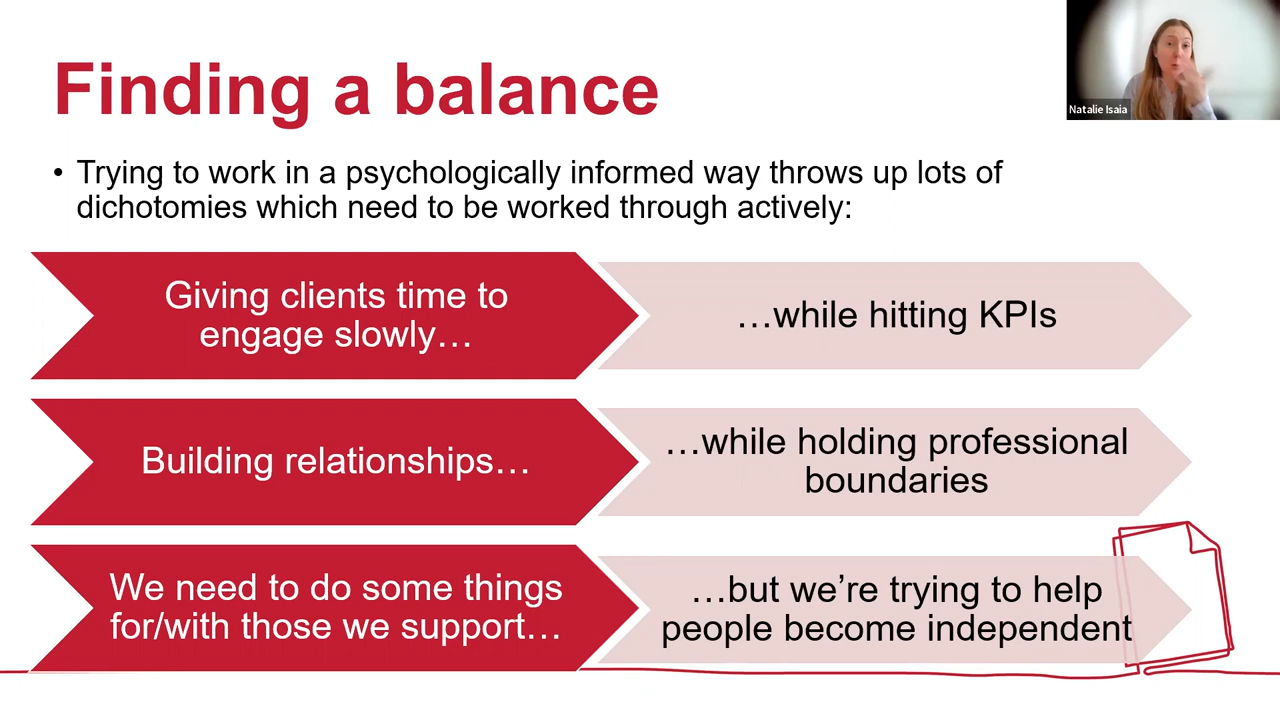 Finding a balance
Natalie Isaia
• Trying to work in a psychologically informed way throws up lots of
dichotomies which need to be worked through actively:
Giving clients time to
engage slowly…
…while hitting KPIs
Building relationships…
…while holding professional
boundaries
We need to do some things
for/with those we support…
…but we’re trying to help
people become independent